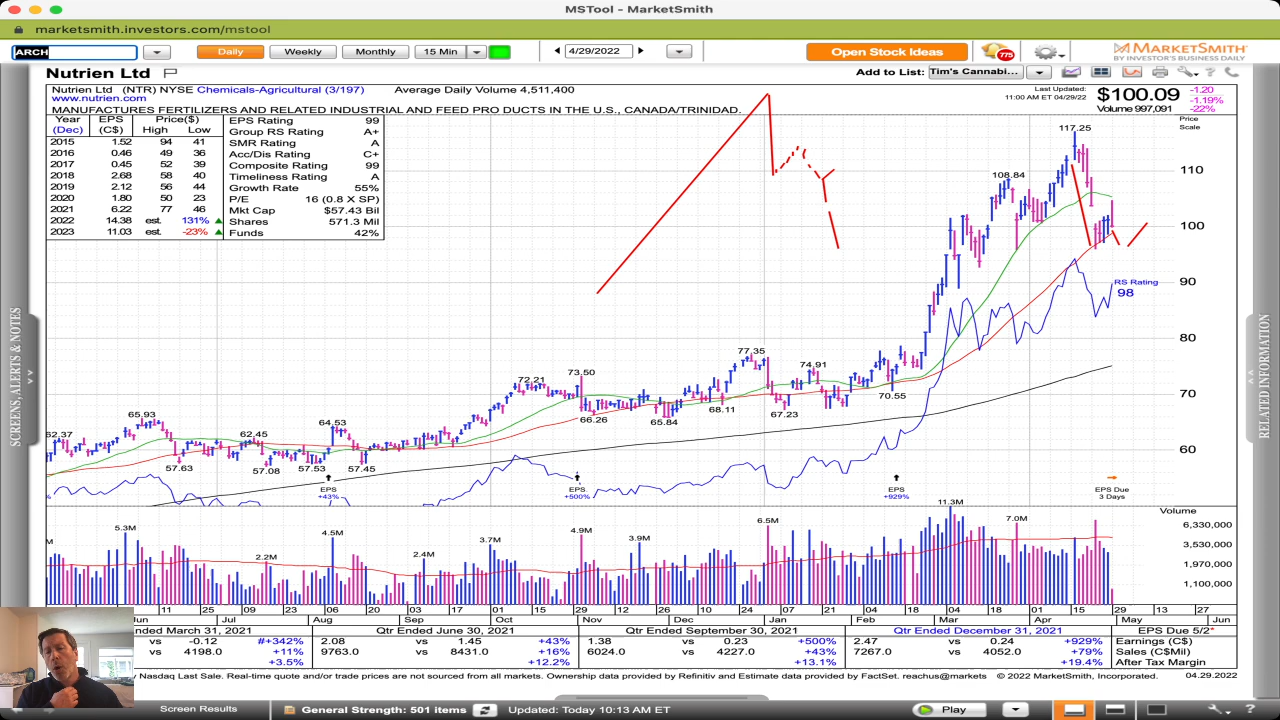 MSTool - MarketSmith
marketsmith.investors.com/mstool
ARCH Daily Weekly Monthly 15 Min 4/29/2022 Open Stock Ideas 775 MARKETSMITH
BY INVESTOR'S BUSINESS DAILY
Nutrien Ltd Add to List: Tim's Cannabi...
Nutrien Ltd (NTR) NYSE Chemicals-Agricultural (3/197) Average Daily Volume 4,511,400
www.nutrien.com
MANUFACTURES FERTILIZERS AND RELATED INDUSTRIAL AND FEED PRODUCTS IN THE U.S., CANADA/TRINIDAD.
Last Updated:
11:00 AM ET 04/29/22
$100.09
Volume 997,091
-1.20
-1.19%
-22%
Year EPS Price($)
(Dec) (C$) High Low
2015 1.52 94 41
2016 0.46 49 36
2017 0.45 52 39
2018 2.68 58 40
2019 2.12 56 44
2020 1.80 50 23
2021 6.22 77 46
2022 14.38 est. 131%
2023 11.03 est. -23%
EPS Rating 99
Group RS Rating A+
SMR Rating A
Acc/Dis Rating C+
Composite Rating 99
Timeliness Rating A
Growth Rate 55%
P/E 16 (0.8 X SP)
Mkt Cap $57.43 Bil
Shares 571.3 Mil
Funds 42%
Price
Scale
110
100
90
80
70
60
117.25
108.84
RS Rating
98
77.35
74.91
72.21
73.50
70.55
68.11
67.23
66.26
65.84
65.93
64.53
62.45
52.37
57.63
57.08
57.53
57.45
EPS
+43%
EPS
+500%
EPS
+929%
EPS Due
3 Days
Volume
6,330,000
3,530,000
1,970,000
1,100,000
5.3M
2.2M
4.5M
2.4M
3.7M
4.9M
3.9M
6.5M
11.3M
7.0M
11 25 09 23 06 20 03 17 01 15 29 12 26 10 24 07 21 04 18 04 18 01 15 29 13 27
Jun Jul Aug Sep Oct Nov Dec Jan Feb Mar Apr May Jun
nded March 31, 2021 Qtr Ended June 30, 2021 Qtr Ended September 30, 2021 Qtr Ended December 31, 2021 EPS Due 5/2*
vs -0.12 #+342% 2.08 vs 1.45 +43% 1.38 vs 0.23 +500% 2.47 vs 0.24 +929% Earnings (C$)
vs 4198.0 +11% 9763.0 vs 8431.0 +16% 6024.0 vs 4227.0 +43% 7267.0 vs 4052.0 +79% Sales (C$Mil)
+3.5% +12.2% +13.1% +19.4% After Tax Margin
y Nasdaq Last Sale. Real-time quote and/or trade prices are not sourced from all markets. Ownership data provided by Refinitiv and Estimate data provided by FactSet. reachus@markets © 2022 MarketSmith, Incorporated. 04.29.2022
SCREENS, ALERTS & NOTES
RELATED INFORMATION
Screen Results General Strength: 501 items Updated: Today 10:13 AM ET Play